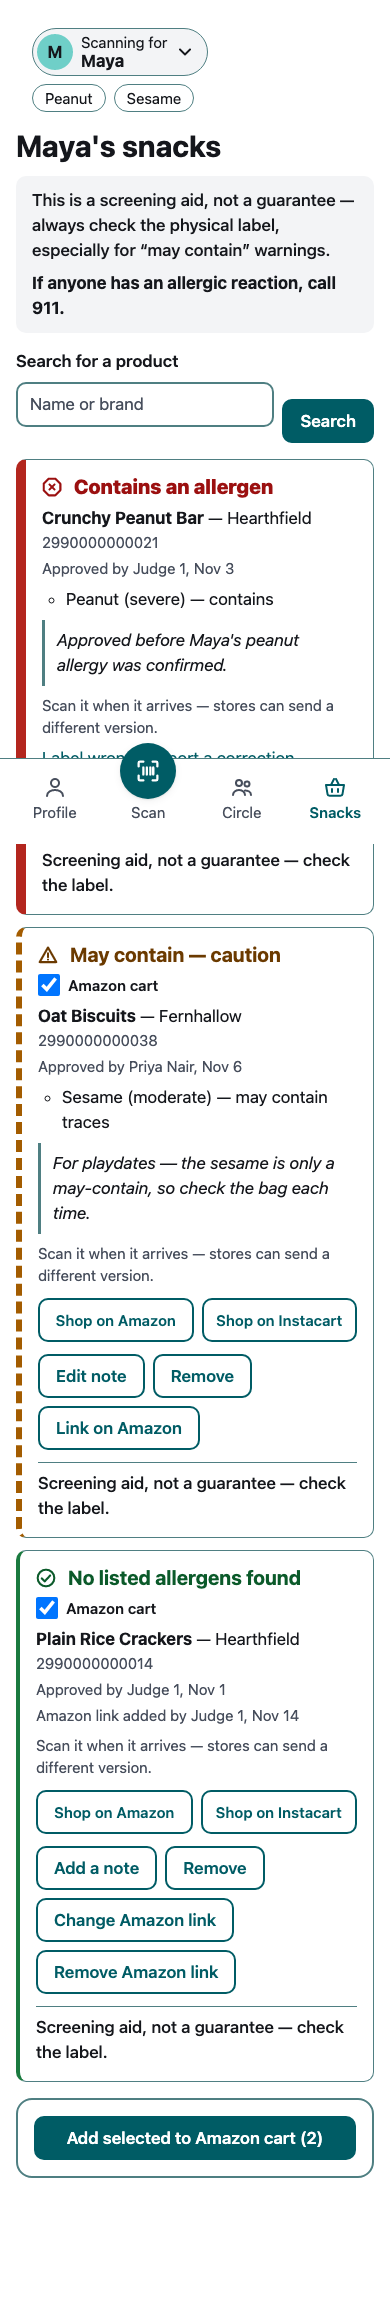 M
Scanning for
Maya
Peanut
Sesame
Maya's snacks
This is a screening aid, not a guarantee —
always check the physical label,
especially for “may contain” warnings.
If anyone has an allergic reaction, call
911.
Search for a product
Name or brand
Search
Contains an allergen
Crunchy Peanut Bar — Hearthfield
2990000000021
Approved by Judge 1, Nov 3
Peanut (severe) — contains
Approved before Maya's peanut
allergy was confirmed.
Scan it when it arrives — stores can send a
different version.
Profile
Scan
Circle
Snacks
Screening aid, not a guarantee — check
the label.
May contain — caution
Amazon cart
Oat Biscuits — Fernhallow
2990000000038
Approved by Priya Nair, Nov 6
Sesame (moderate) — may contain
traces
For playdates — the sesame is only a
may-contain, so check the bag each
time.
Scan it when it arrives — stores can send a
different version.
Shop on Amazon
Shop on Instacart
Edit note
Remove
Link on Amazon
Screening aid, not a guarantee — check
the label.
No listed allergens found
Amazon cart
Plain Rice Crackers — Hearthfield
2990000000014
Approved by Judge 1, Nov 1
Amazon link added by Judge 1, Nov 14
Scan it when it arrives — stores can send a
different version.
Shop on Amazon
Shop on Instacart
Add a note
Remove
Change Amazon link
Remove Amazon link
Screening aid, not a guarantee — check
the label.
Add selected to Amazon cart (2)